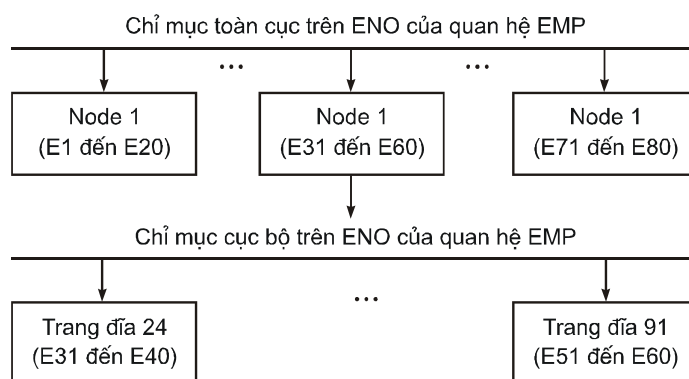 Chỉ mục toàn cục trên ENO của quan hệ EMP
... ...
Node 1 Node 1 Node 1
(E1 đến E20) (E31 đến E60) (E71 đến E80)
Chỉ mục cục bộ trên ENO của quan hệ EMP
...
Trang đĩa 24 Trang đĩa 91
(E31 đến E40) (E51 đến E60)